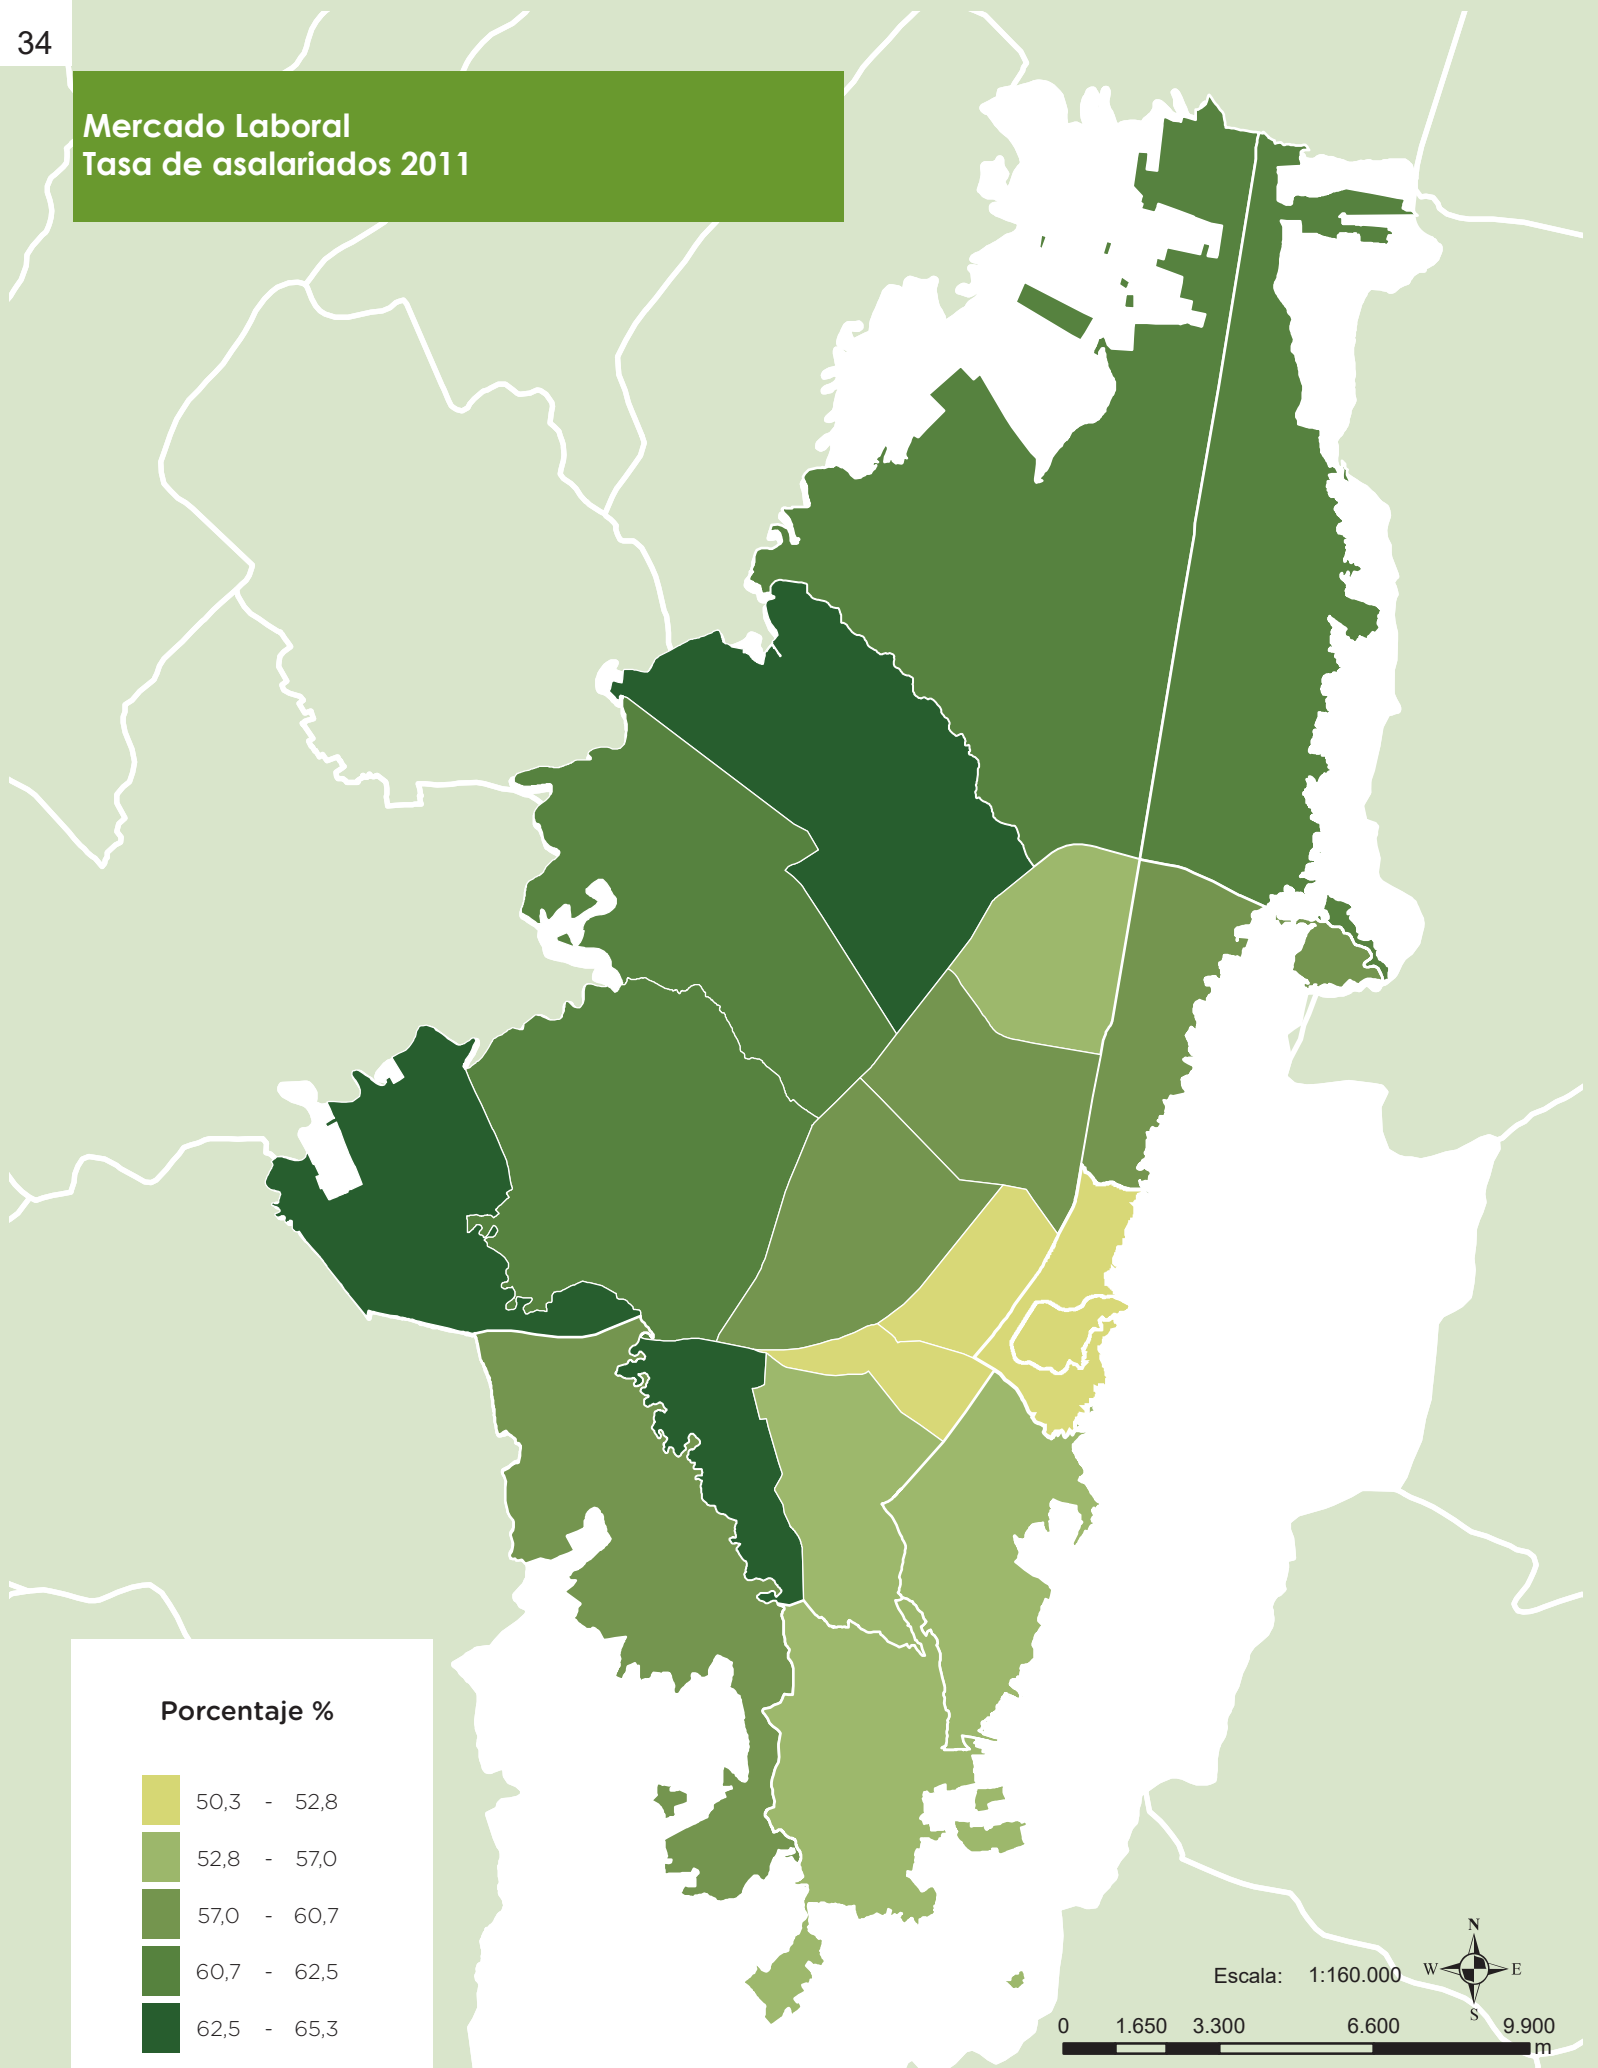 34
Mercado Laboral
Tasa de asalariados 2011
Porcentaje %
50,3 - 52,8
52,8 - 57,0
57,0 - 60,7
60,7 - 62,5
62,5 - 65,3
Escala: 1:160.000
N
W E
S
0 1.650 3.300 6.600 9.900
m